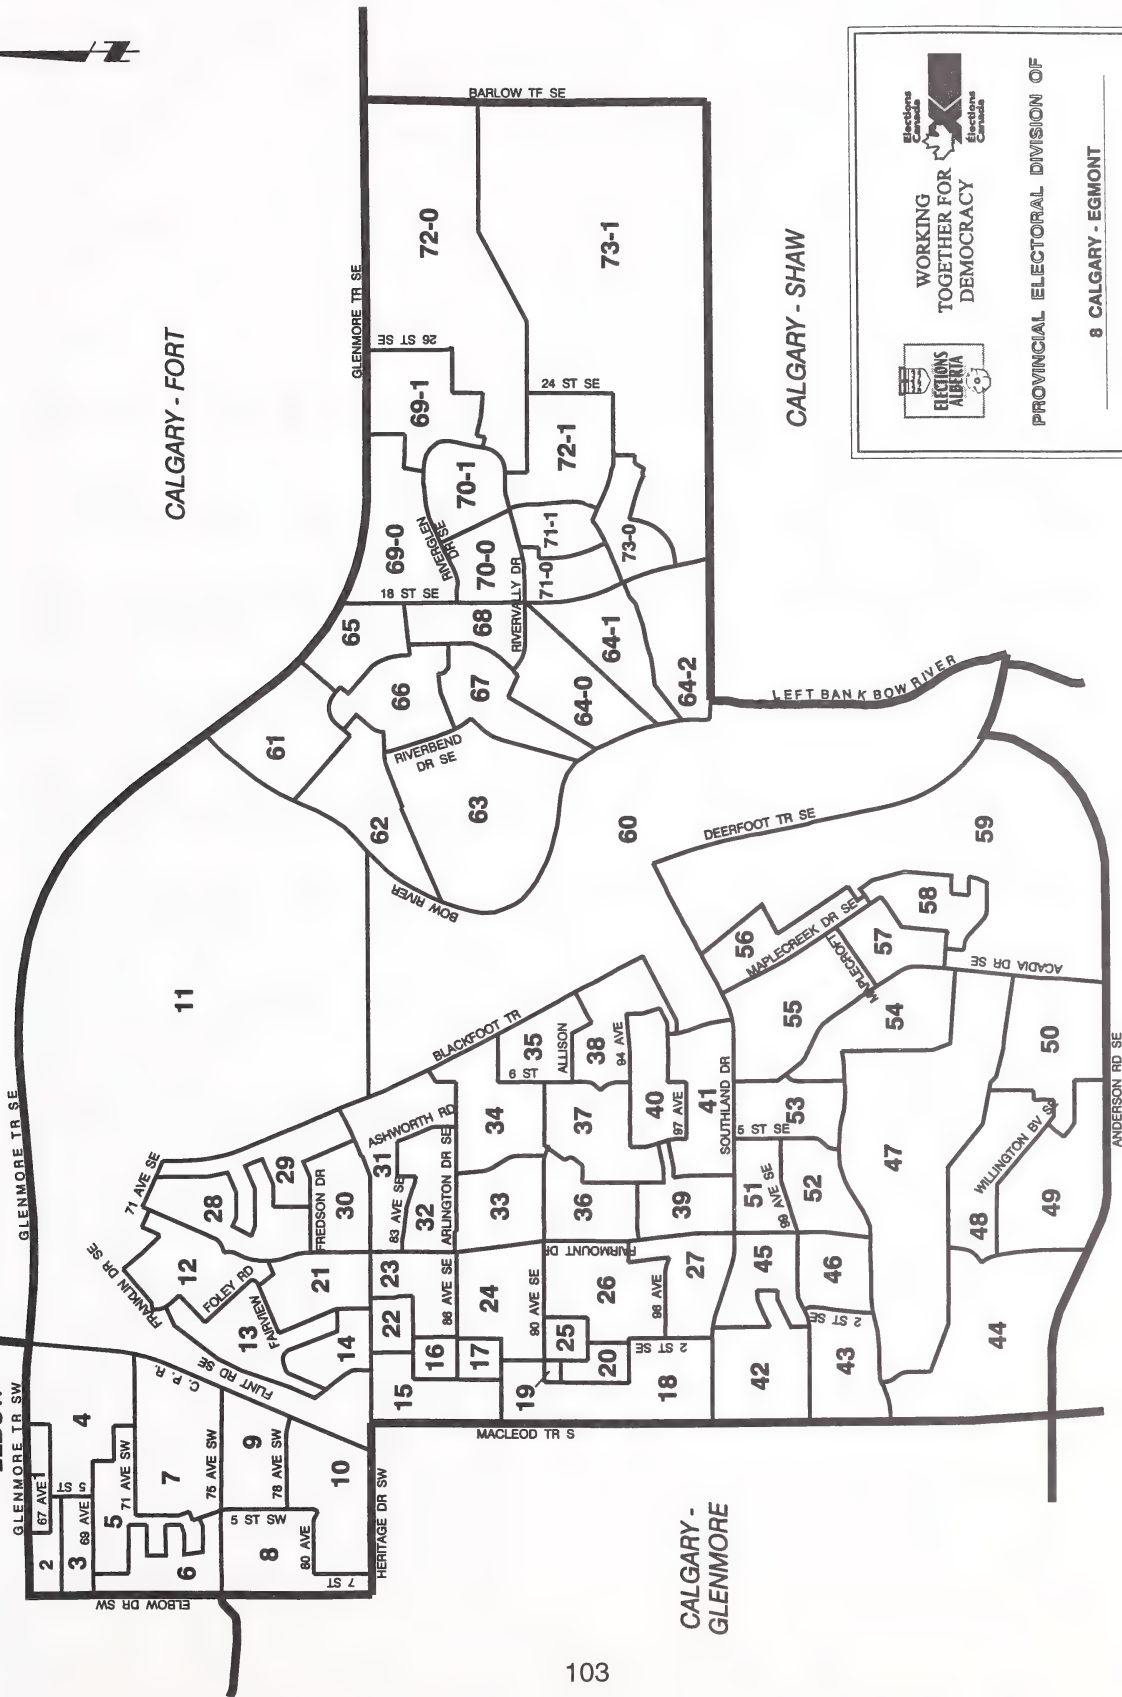 CALGARY - FORT
CALGARY - SHAW
CALGARY -
GLENMORE
GLENMORE TR SW
GLENMORE TR SE
GLENMORE TR SE
BARLOW TF SE
ELBOW DR SW
HERITAGE DR SW
MACLEOD TR S
ANDERSON RD SE
LEFT BANK BOW RIVER
DEERFOOT TR SE
BOW RIVER
BLACKFOOT TR
C. P. R.
67 AVE
5 ST
69 AVE
71 AVE SW
75 AVE SW
78 AVE SW
5 ST SW
80 AVE
7 ST
71 AVE SE
FRANKLIN DR SE
FOLEY RD
FAIRVIEW
FLINT RD SE
FREDSON DR
ASHWORTH RD
83 AVE SE
ARLINGTON DR SE
86 AVE SE
90 AVE SE
FAIRMOUNT DR
96 AVE
2 ST SE
6 ST
ALLISON
94 AVE
97 AVE
SOUTHLAND DR
5 ST SE
99 AVE SE
2 ST SE
MAPLECREEK DR SE
MAPLECROFT
ACADIA DR SE
WILLINGTON BV SE
RIVERBEND
DR SE
18 ST SE
RIVERGLEN
DR SE
RIVERVALLY DR
26 ST SE
24 ST SE
1
2
3
4
5
6
7
8
9
10
11
12
13
14
15
16
17
18
19
20
21
22
23
24
25
26
27
28
29
30
31
32
33
34
35
36
37
38
39
40
41
42
43
44
45
46
47
48
49
50
51
52
53
54
55
56
57
58
59
60
61
62
63
64-0
64-1
64-2
65
66
67
68
69-0
69-1
70-0
70-1
71-0
71-1
72-0
72-1
73-0
73-1
ELECTIONS
ALBERTA
WORKING
TOGETHER FOR
DEMOCRACY
Elections
Canada
Élections
Canada
PROVINCIAL ELECTORAL DIVISION OF
8 CALGARY - EGMONT
103